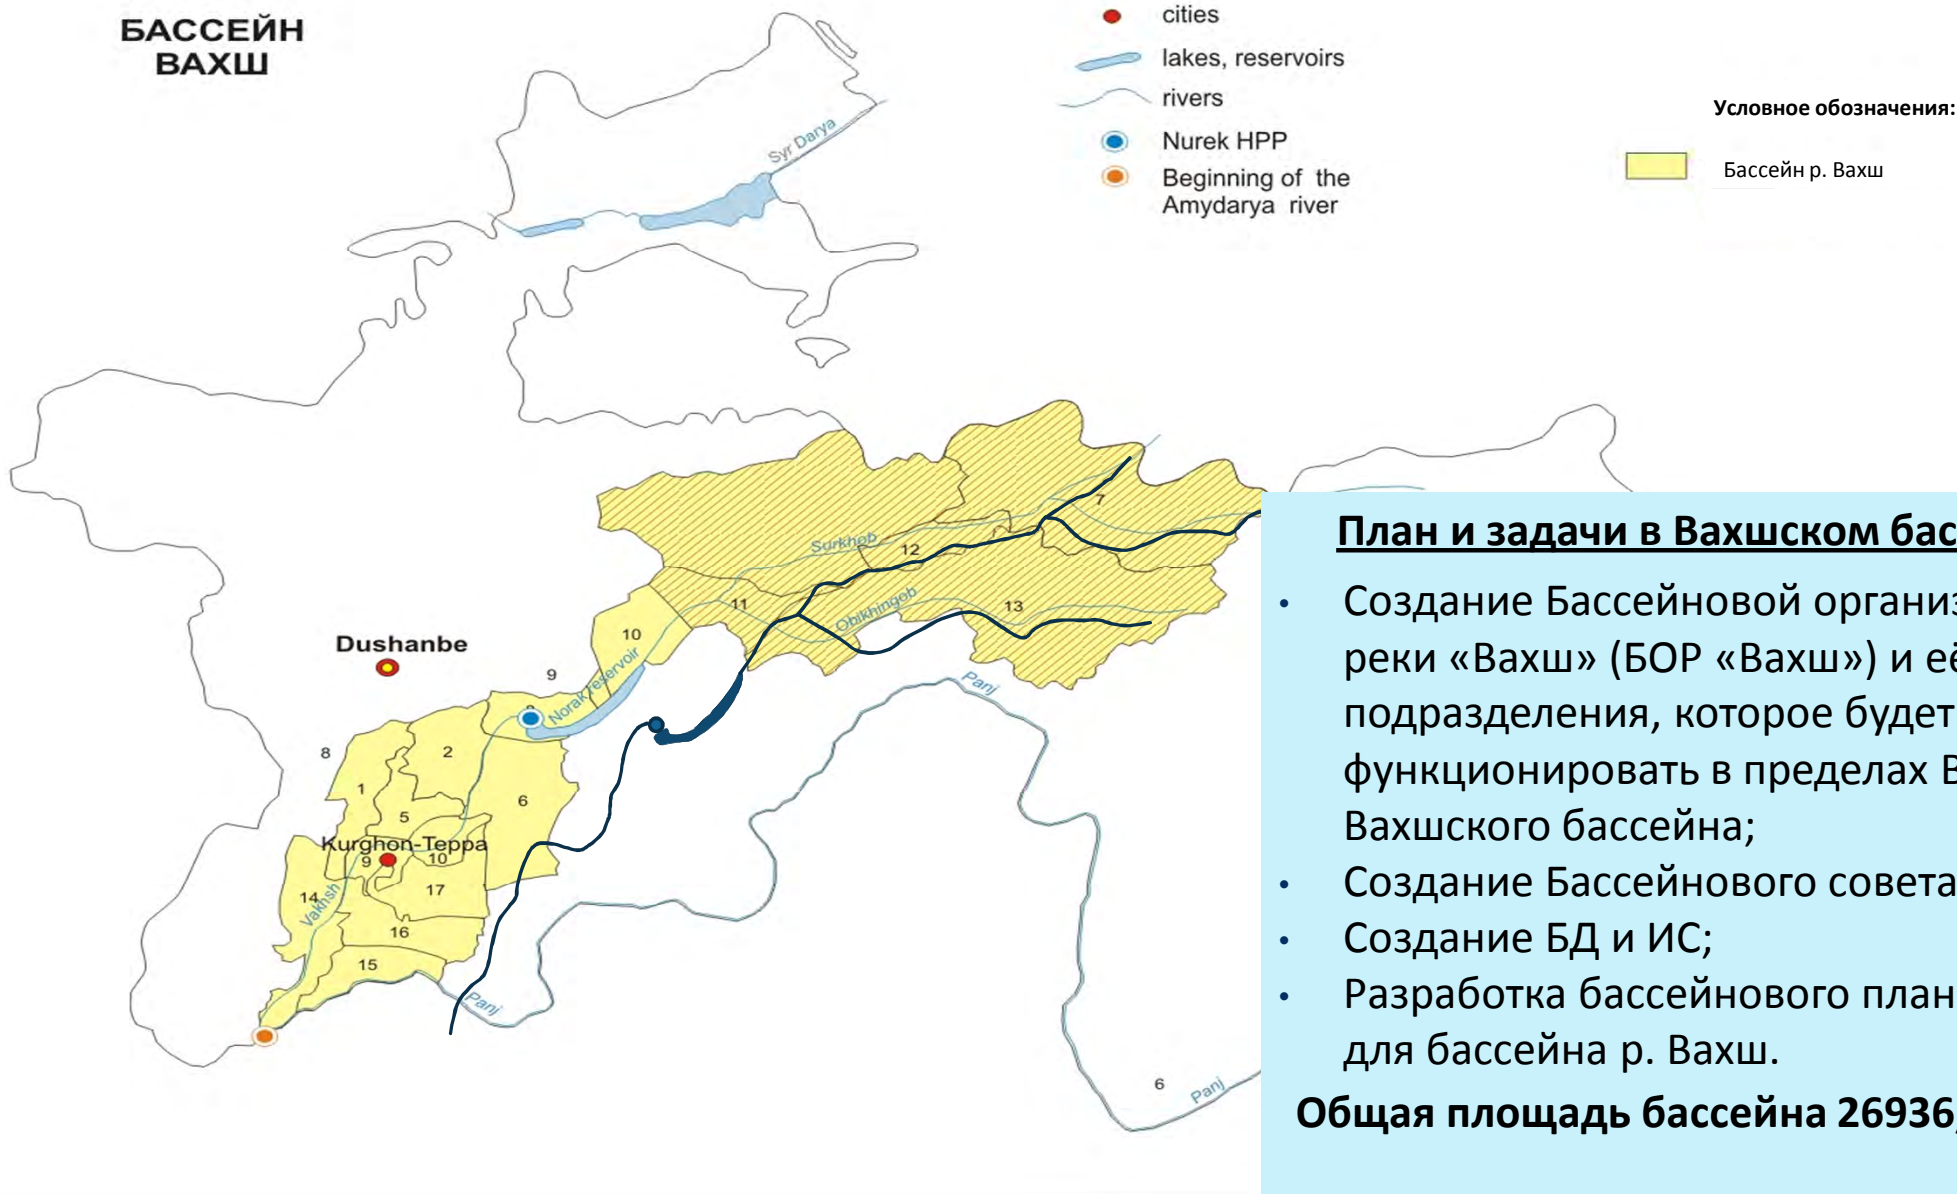 БАССЕЙН
ВАХШ
cities
lakes, reservoirs
rivers
Nurek HPP
Beginning of the
Amydarya river
Условное обозначения:
Бассейн р. Вахш
Syr Darya
7
Surkhob
12
11
Obikhingob
13
10
Dushanbe
9
Norak reservoir
Panj
8
2
1
6
5
Kurghon-Teppa
9
10
14
Vakhsh
17
16
15
Panj
6
Panj
План и задачи в Вахшском бас
• Создание Бассейновой органи
реки «Вахш» (БОР «Вахш») и её
подразделения, которое будет
функционировать в пределах В
Вахшского бассейна;
• Создание Бассейнового совета
• Создание БД и ИС;
• Разработка бассейнового план
для бассейна р. Вахш.
Общая площадь бассейна 26936,